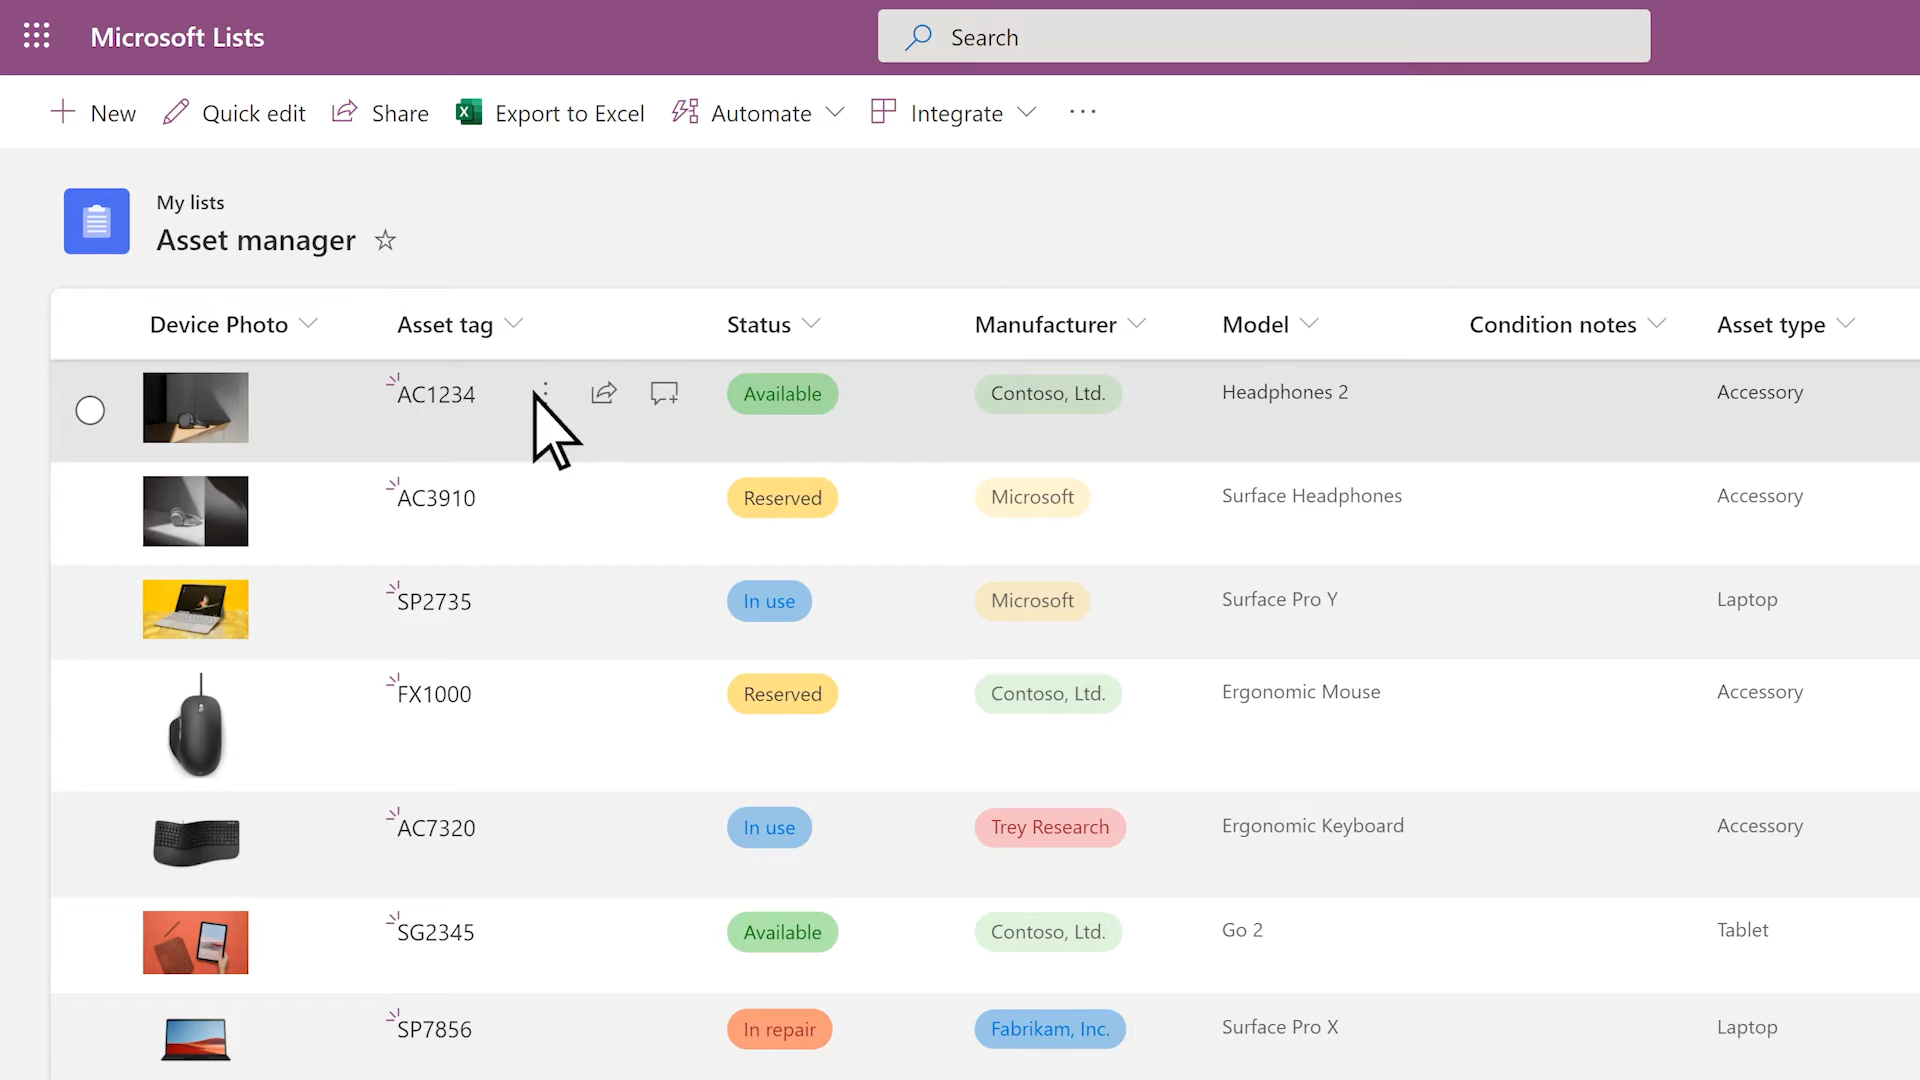 Microsoft Lists
Search
New Quick edit Share Export to Excel Automate Integrate
My lists
Asset manager
Device Photo Asset tag Status Manufacturer Model Condition notes Asset type
AC1234 Available Contoso, Ltd. Headphones 2 Accessory
AC3910 Reserved Microsoft Surface Headphones Accessory
SP2735 In use Microsoft Surface Pro Y Laptop
FX1000 Reserved Contoso, Ltd. Ergonomic Mouse Accessory
AC7320 In use Trey Research Ergonomic Keyboard Accessory
SG2345 Available Contoso, Ltd. Go 2 Tablet
SP7856 In repair Fabrikam, Inc. Surface Pro X Laptop